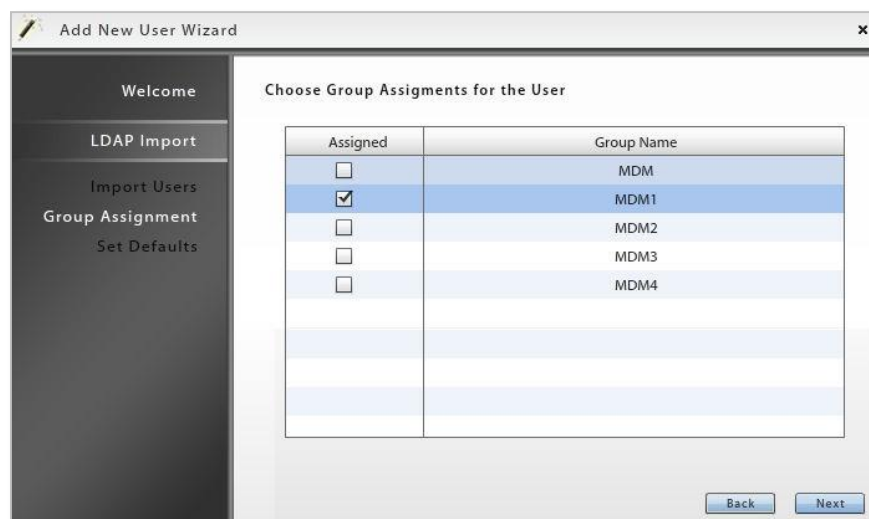 Add New User Wizard
Welcome
LDAP Import
Import Users
Group Assignment
Set Defaults
Choose Group Assigments for the User
Assigned Group Name
MDM
MDM1
MDM2
MDM3
MDM4
Back Next